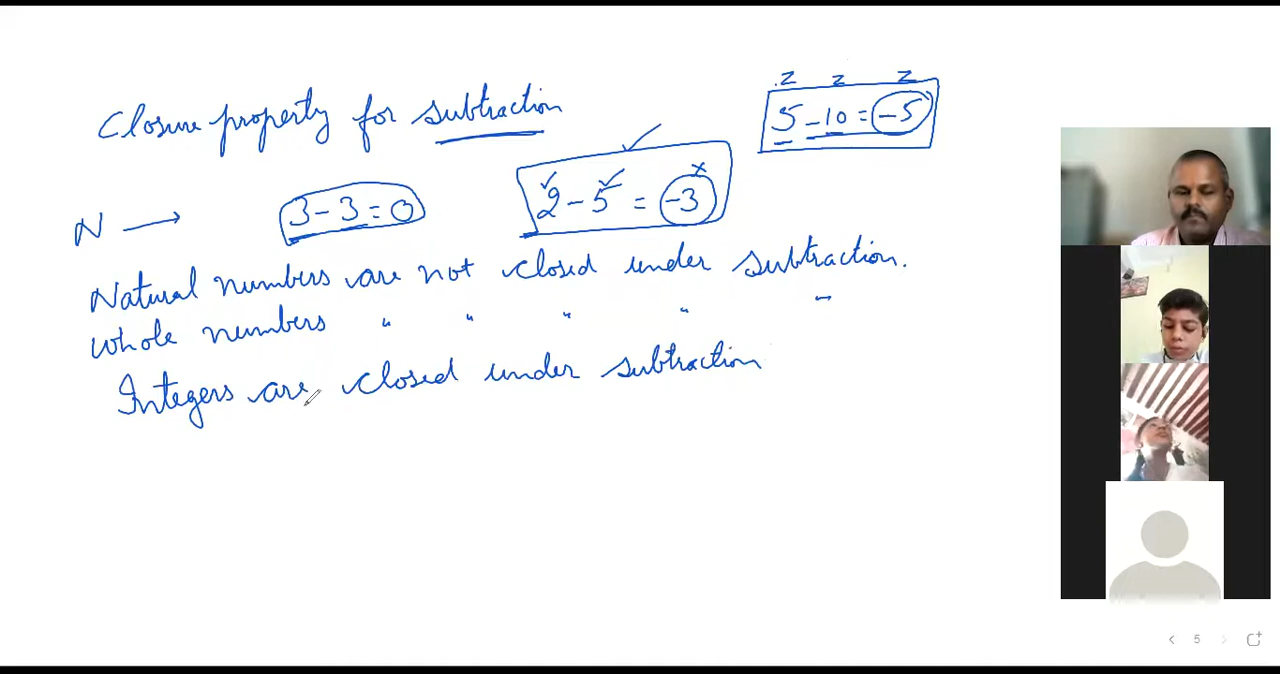 Closure property for subtraction
Z Z Z
5 - 10 = -5
N → 3 - 3 = 0 2 - 5 = -3
Natural numbers are not closed under subtraction.
Whole numbers " " " " "
Integers are closed under subtraction
5